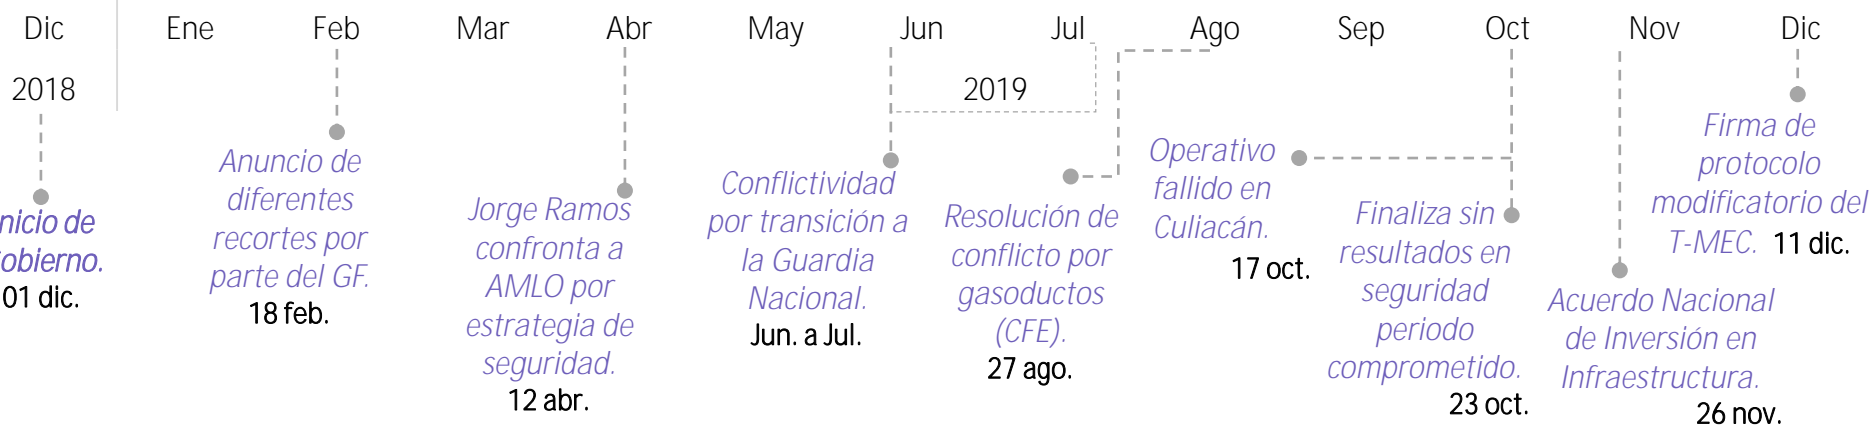 Dic Ene Feb Mar Abr May Jun Jul Ago Sep Oct Nov Dic
2018
2019
nicio de
obierno.
01 dic.
Anuncio de
diferentes
recortes por
parte del GF.
18 feb.
Jorge Ramos
confronta a
AMLO por
estrategia de
seguridad.
12 abr.
Conflictividad
por transición a
la Guardia
Nacional.
Jun. a Jul.
Resolución de
conflicto por
gasoductos
(CFE).
27 ago.
Operativo
fallido en
Culiacán.
17 oct.
Finaliza sin
resultados en
seguridad
periodo
comprometido.
23 oct.
Acuerdo Nacional
de Inversión en
Infraestructura.
26 nov.
Firma de
protocolo
modificatorio del
T-MEC. 11 dic.